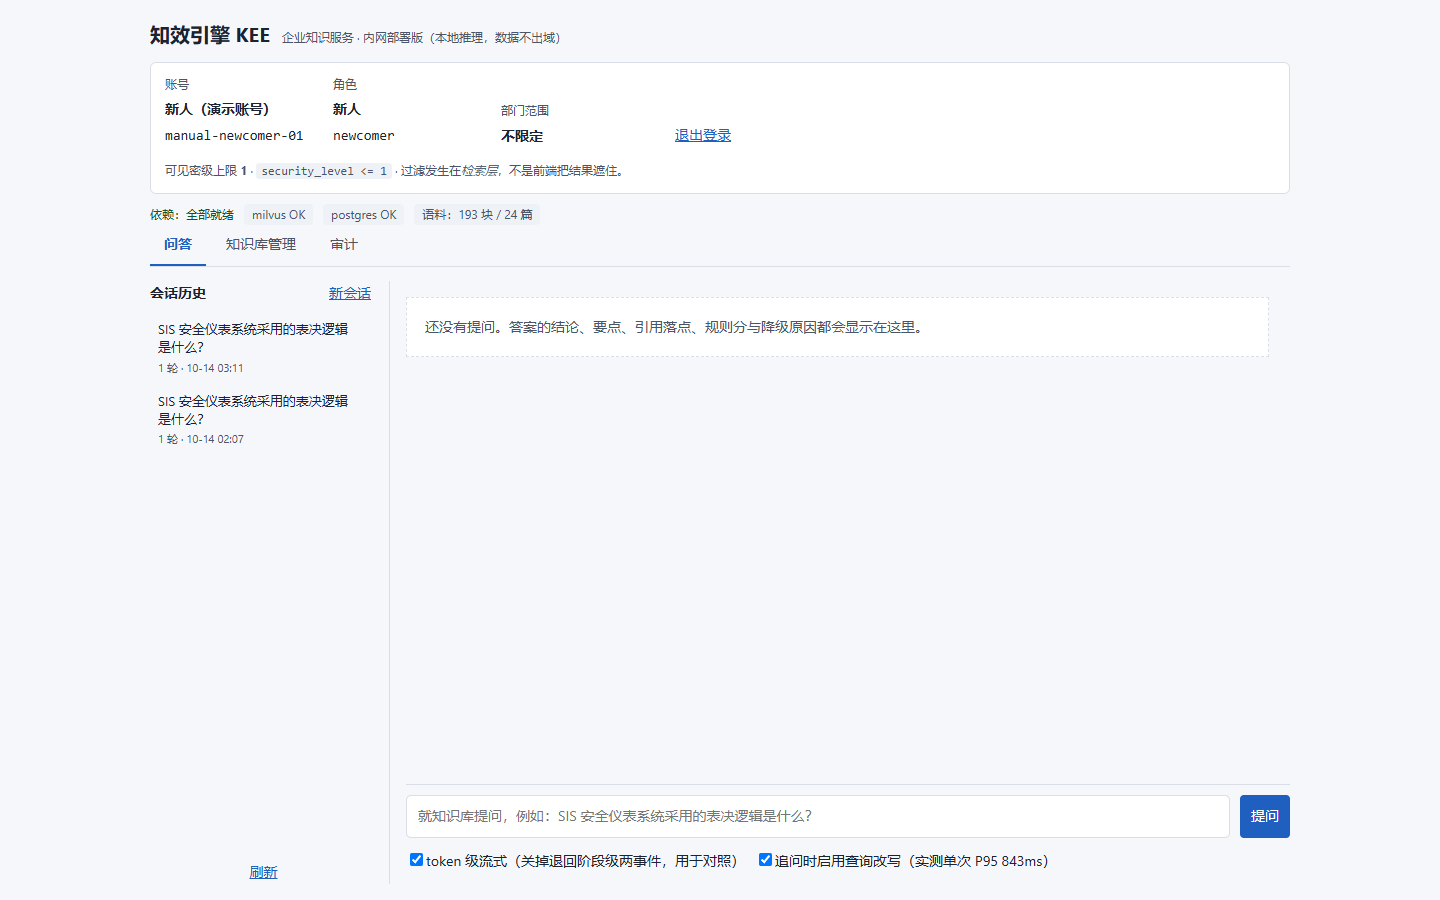 知效引擎 KEE 企业知识服务 · 内网部署版（本地推理，数据不出域）
账号
新人（演示账号）
manual-newcomer-01
角色
新人
newcomer
部门范围
不限定
退出登录
可见密级上限 1 · security_level <= 1 · 过滤发生在检索层，不是前端把结果遮住。
依赖：全部就绪 milvus OK postgres OK 语料：193 块 / 24 篇
问答 知识库管理 审计
会话历史 新会话
SIS 安全仪表系统采用的表决逻辑
是什么？
1 轮 · 10-14 03:11
SIS 安全仪表系统采用的表决逻辑
是什么？
1 轮 · 10-14 02:07
刷新
还没有提问。答案的结论、要点、引用落点、规则分与降级原因都会显示在这里。
就知识库提问，例如：SIS 安全仪表系统采用的表决逻辑是什么？
提问
token 级流式（关掉退回阶段级两事件，用于对照） 追问时启用查询改写（实测单次 P95 843ms）